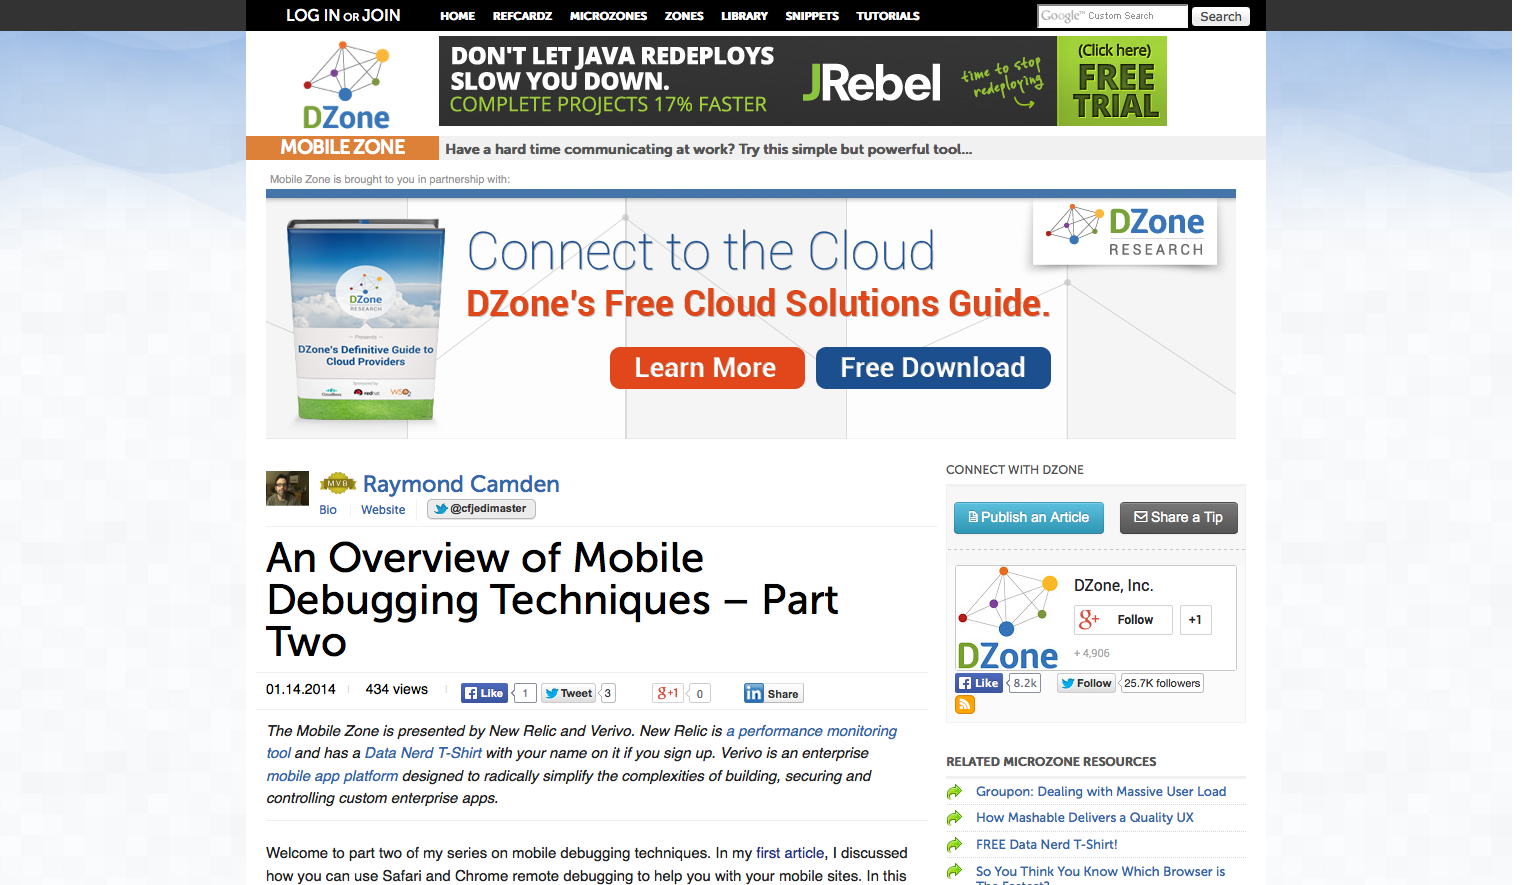 LOG IN OR JOIN
HOME REFCARDZ MICROZONES ZONES LIBRARY SNIPPETS TUTORIALS
Google™ Custom Search
Search
DZone
DON'T LET JAVA REDEPLOYS
SLOW YOU DOWN.
COMPLETE PROJECTS 17% FASTER
JRebel
time to stop
redeploying
(Click here)
FREE
TRIAL
MOBILE ZONE
Have a hard time communicating at work? Try this simple but powerful tool...
Mobile Zone is brought to you in partnership with:
DZone
RESEARCH
Presents
DZone's Definitive Guide to
Cloud Providers
Sponsored by
CloudBees redhat WSO2
Connect to the Cloud
DZone's Free Cloud Solutions Guide.
Learn More
Free Download
DZone
RESEARCH
MVB
Raymond Camden
Bio
Website
@cfjedimaster
An Overview of Mobile
Debugging Techniques – Part
Two
01.14.2014
434 views
Like 1
Tweet 3
g+1 0
in Share
The Mobile Zone is presented by New Relic and Verivo. New Relic is a performance monitoring
tool and has a Data Nerd T-Shirt with your name on it if you sign up. Verivo is an enterprise
mobile app platform designed to radically simplify the complexities of building, securing and
controlling custom enterprise apps.
Welcome to part two of my series on mobile debugging techniques. In my first article, I discussed
how you can use Safari and Chrome remote debugging to help you with your mobile sites. In this
CONNECT WITH DZONE
Publish an Article
Share a Tip
DZone
DZone, Inc.
g+ Follow
+1
+ 4,906
Like 8.2k
Follow 25.7K followers
RELATED MICROZONE RESOURCES
Groupon: Dealing with Massive User Load
How Mashable Delivers a Quality UX
FREE Data Nerd T-Shirt!
So You Think You Know Which Browser is
The Fastest?